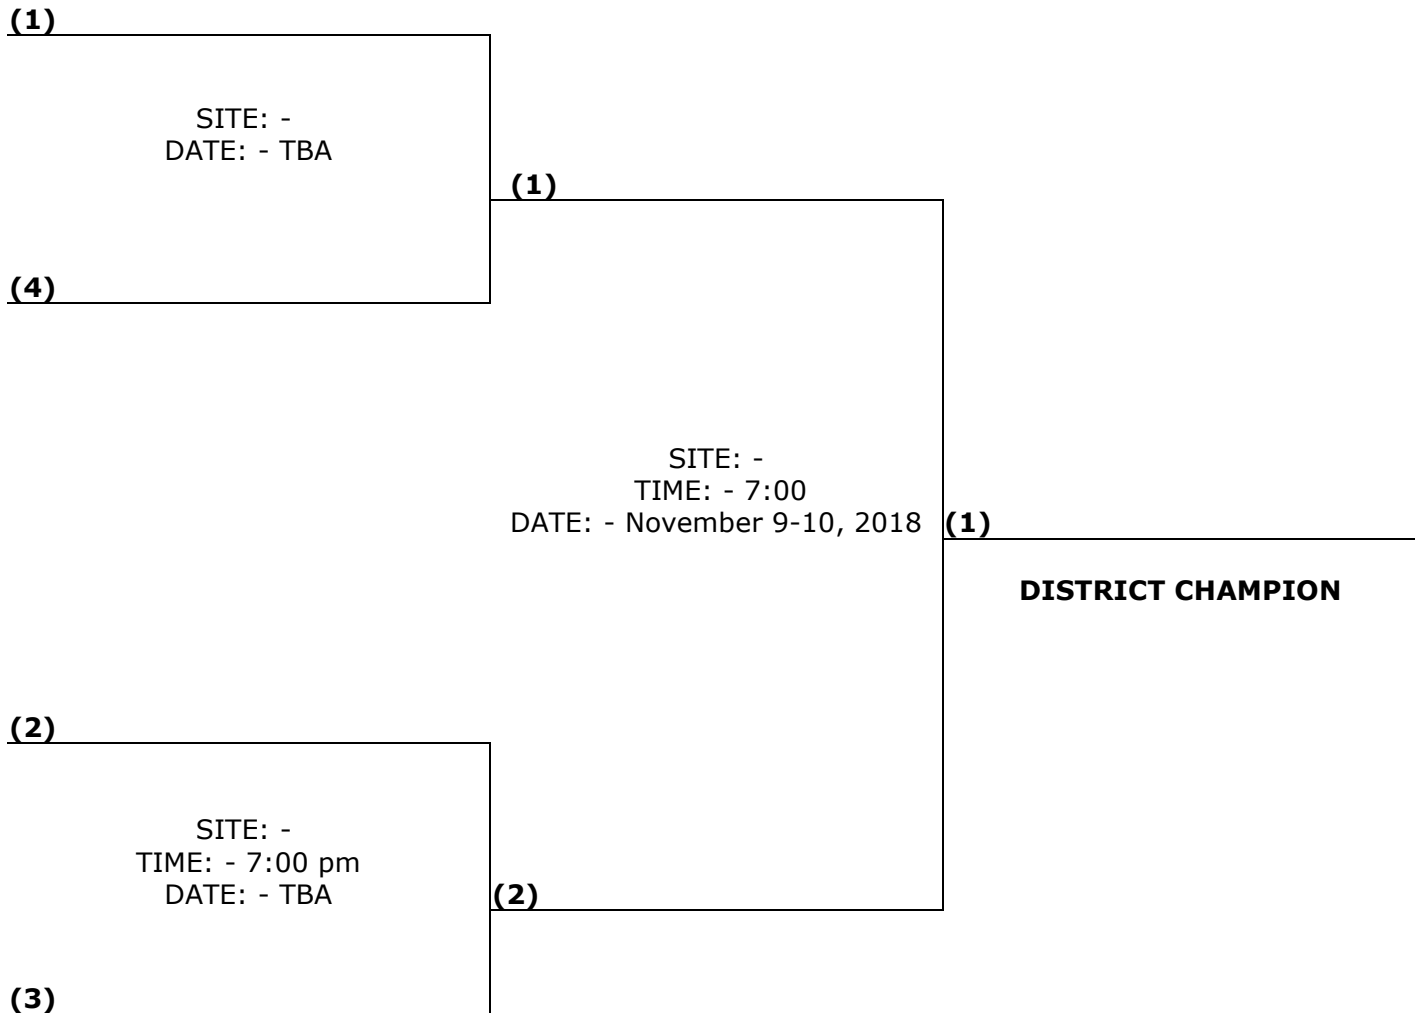 (1)
SITE: -
DATE: - TBA
(1)
(4)
SITE: -
TIME: - 7:00
DATE: - November 9-10, 2018
(1)
DISTRICT CHAMPION
(2)
SITE: -
TIME: - 7:00 pm
DATE: - TBA
(2)
(3)